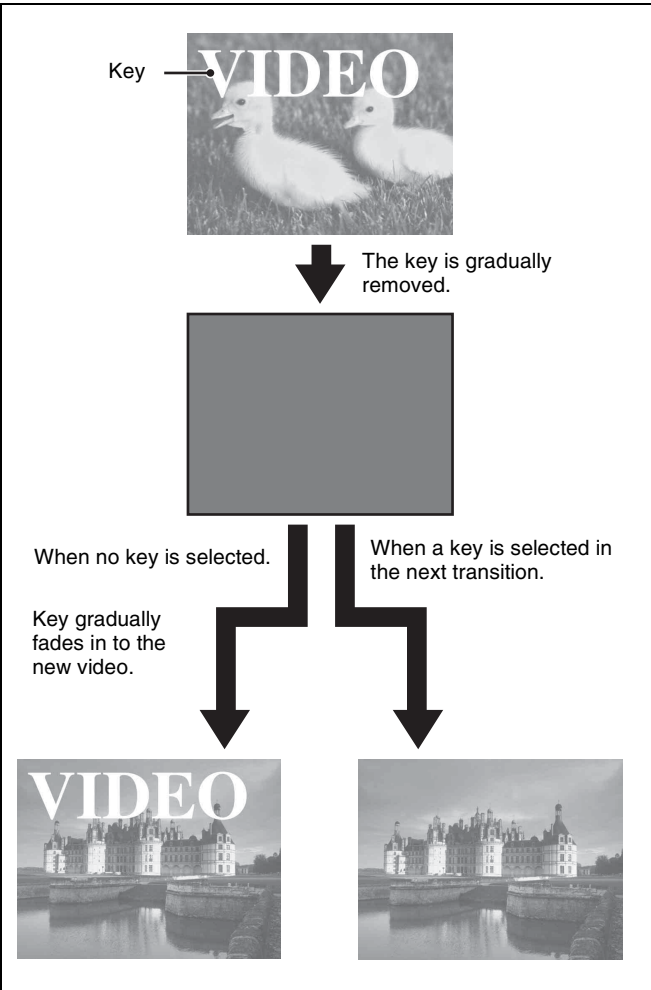 VIDEO
Key
The key is gradually
removed.
When no key is selected.
When a key is selected in
the next transition.
Key gradually
fades in to the
new video.
VIDEO